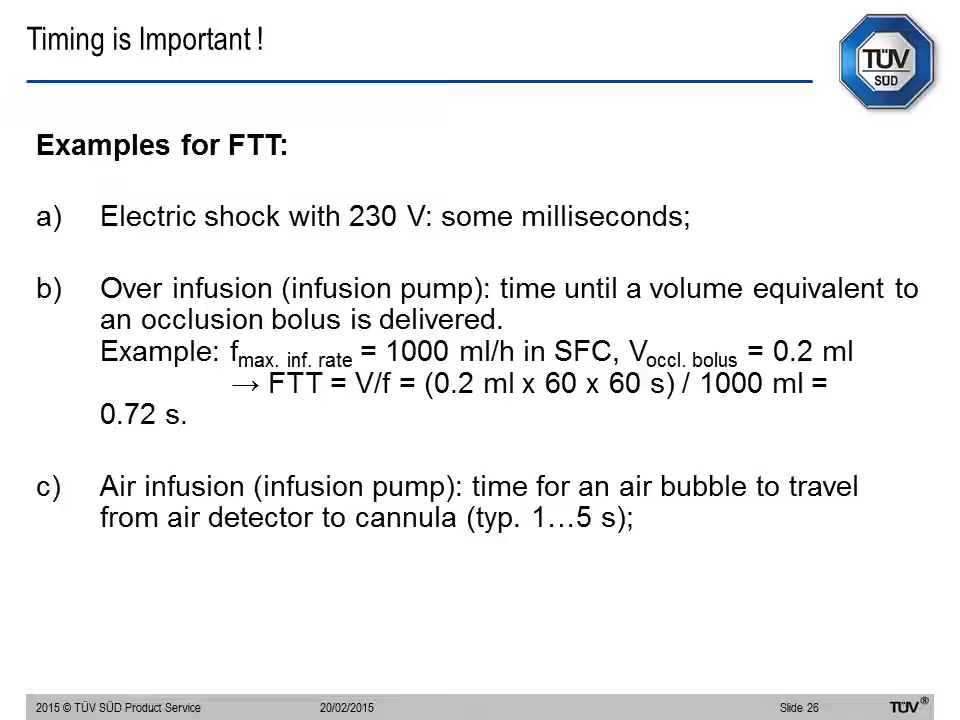 Timing is Important !
TÜV
SÜD
Examples for FTT:
a) Electric shock with 230 V: some milliseconds;
b) Over infusion (infusion pump): time until a volume equivalent to
an occlusion bolus is delivered.
Example: fmax. inf. rate = 1000 ml/h in SFC, Voccl. bolus = 0.2 ml
→ FTT = V/f = (0.2 ml x 60 x 60 s) / 1000 ml =
0.72 s.
c) Air infusion (infusion pump): time for an air bubble to travel
from air detector to cannula (typ. 1…5 s);
2015 © TÜV SÜD Product Service 20/02/2015 Slide 26 TÜV®